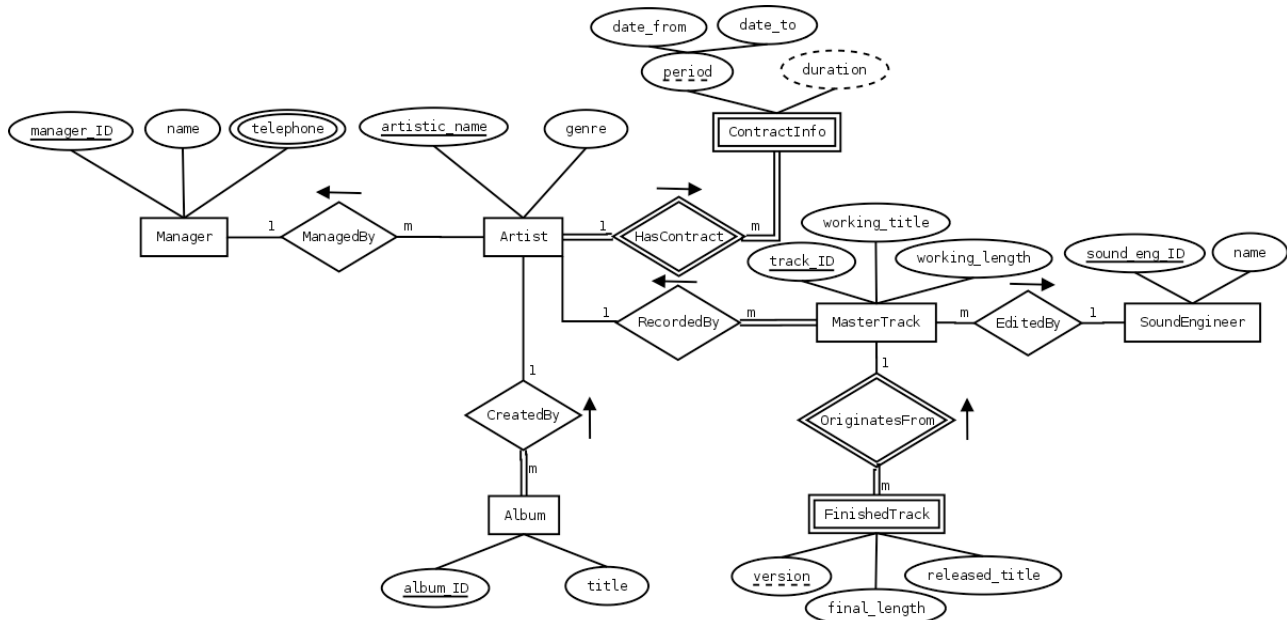 date_from
date_to
period
duration
manager_ID
name
telephone
artistic_name
genre
ContractInfo
Manager
1
ManagedBy
m
Artist
1
HasContract
m
working_title
track_ID
working_length
sound_eng_ID
name
1
RecordedBy
m
MasterTrack
m
EditedBy
1
SoundEngineer
1
CreatedBy
m
1
OriginatesFrom
m
Album
FinishedTrack
album_ID
title
version
final_length
released_title